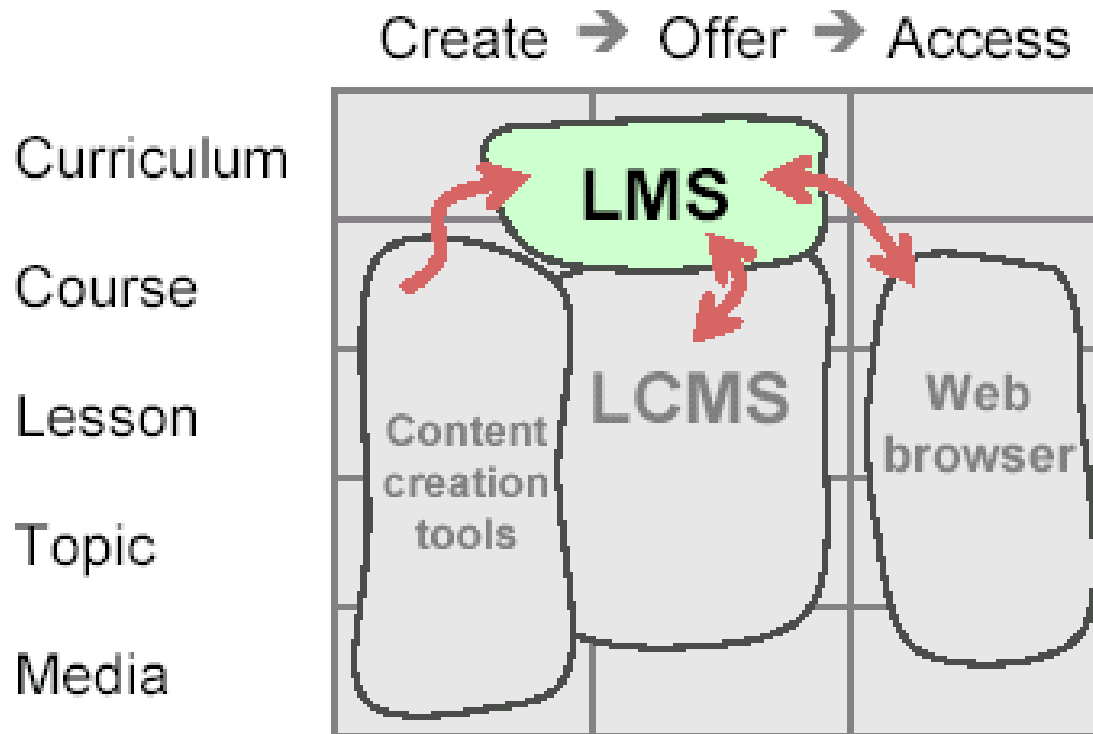 Create → Offer → Access
Curriculum
LMS
Course
Lesson
LCMS
Web
browser
Content
creation
tools
Topic
Media